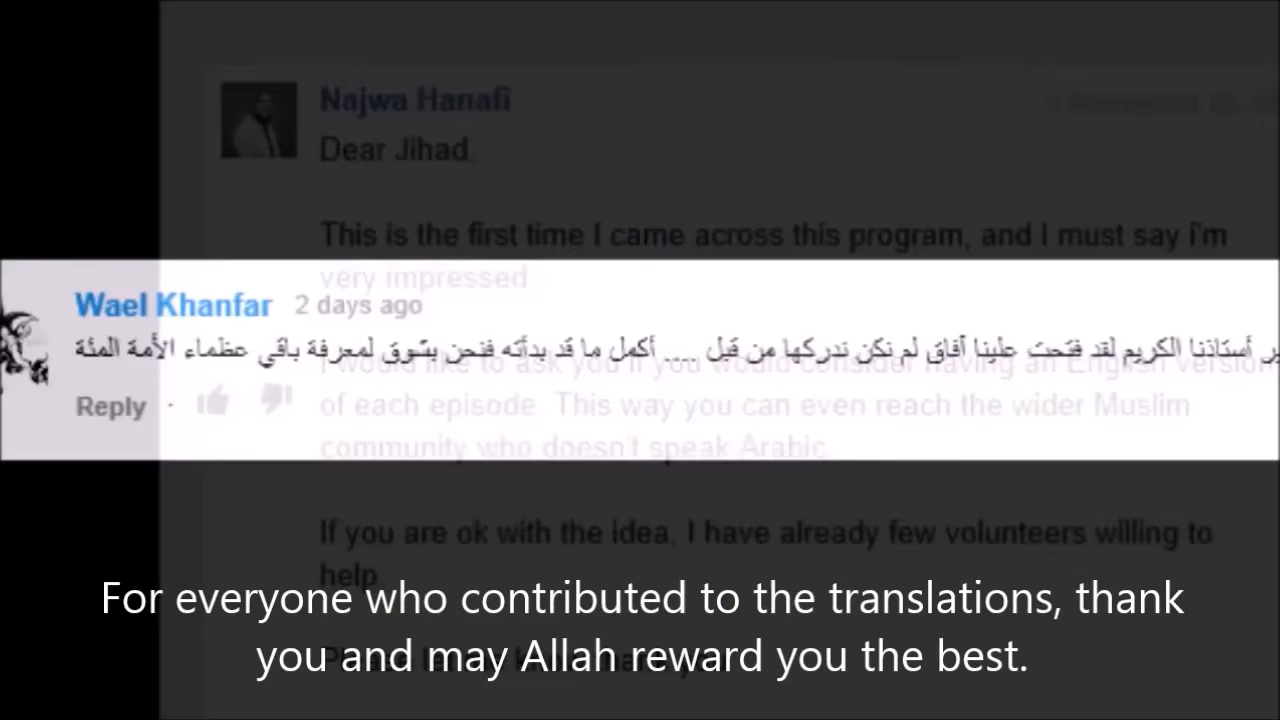 Najwa Hanafi
Dear Jihad,
This is the first time I came across this program, and I must say i'm
very impressed
Wael Khanfar 2 days ago
أستاذنا الكريم لقد فتحت علينا آفاق لم نكن ندركها من قبل .... أكمل ما قد بدأته فنحن بشوق لمعرفة باقي عظماء الأمة المئة
I would like to ask you if you would consider having an English version
Reply ·
of each episode. This way you can even reach the wider Muslim
community who doesn't speak Arabic.
If you are ok with the idea, I have already few volunteers willing to
help
For everyone who contributed to the translations, thank
you and may Allah reward you the best.